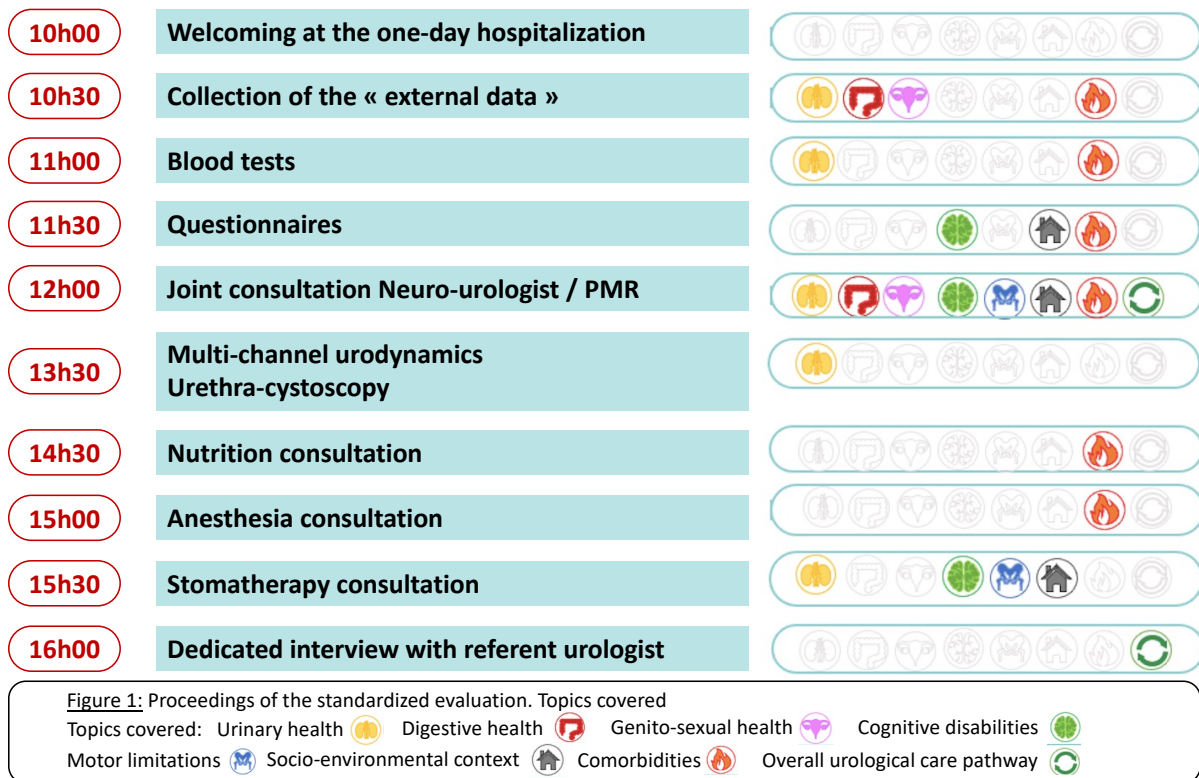 10h00 Welcoming at the one-day hospitalization
10h30 Collection of the « external data »
11h00 Blood tests
11h30 Questionnaires
12h00 Joint consultation Neuro-urologist / PMR
13h30 Multi-channel urodynamics
Urethra-cystoscopy
14h30 Nutrition consultation
15h00 Anesthesia consultation
15h30 Stomatherapy consultation
16h00 Dedicated interview with referent urologist
Figure 1: Proceedings of the standardized evaluation. Topics covered
Topics covered: Urinary health Digestive health Genito-sexual health Cognitive disabilities
Motor limitations Socio-environmental context Comorbidities Overall urological care pathway